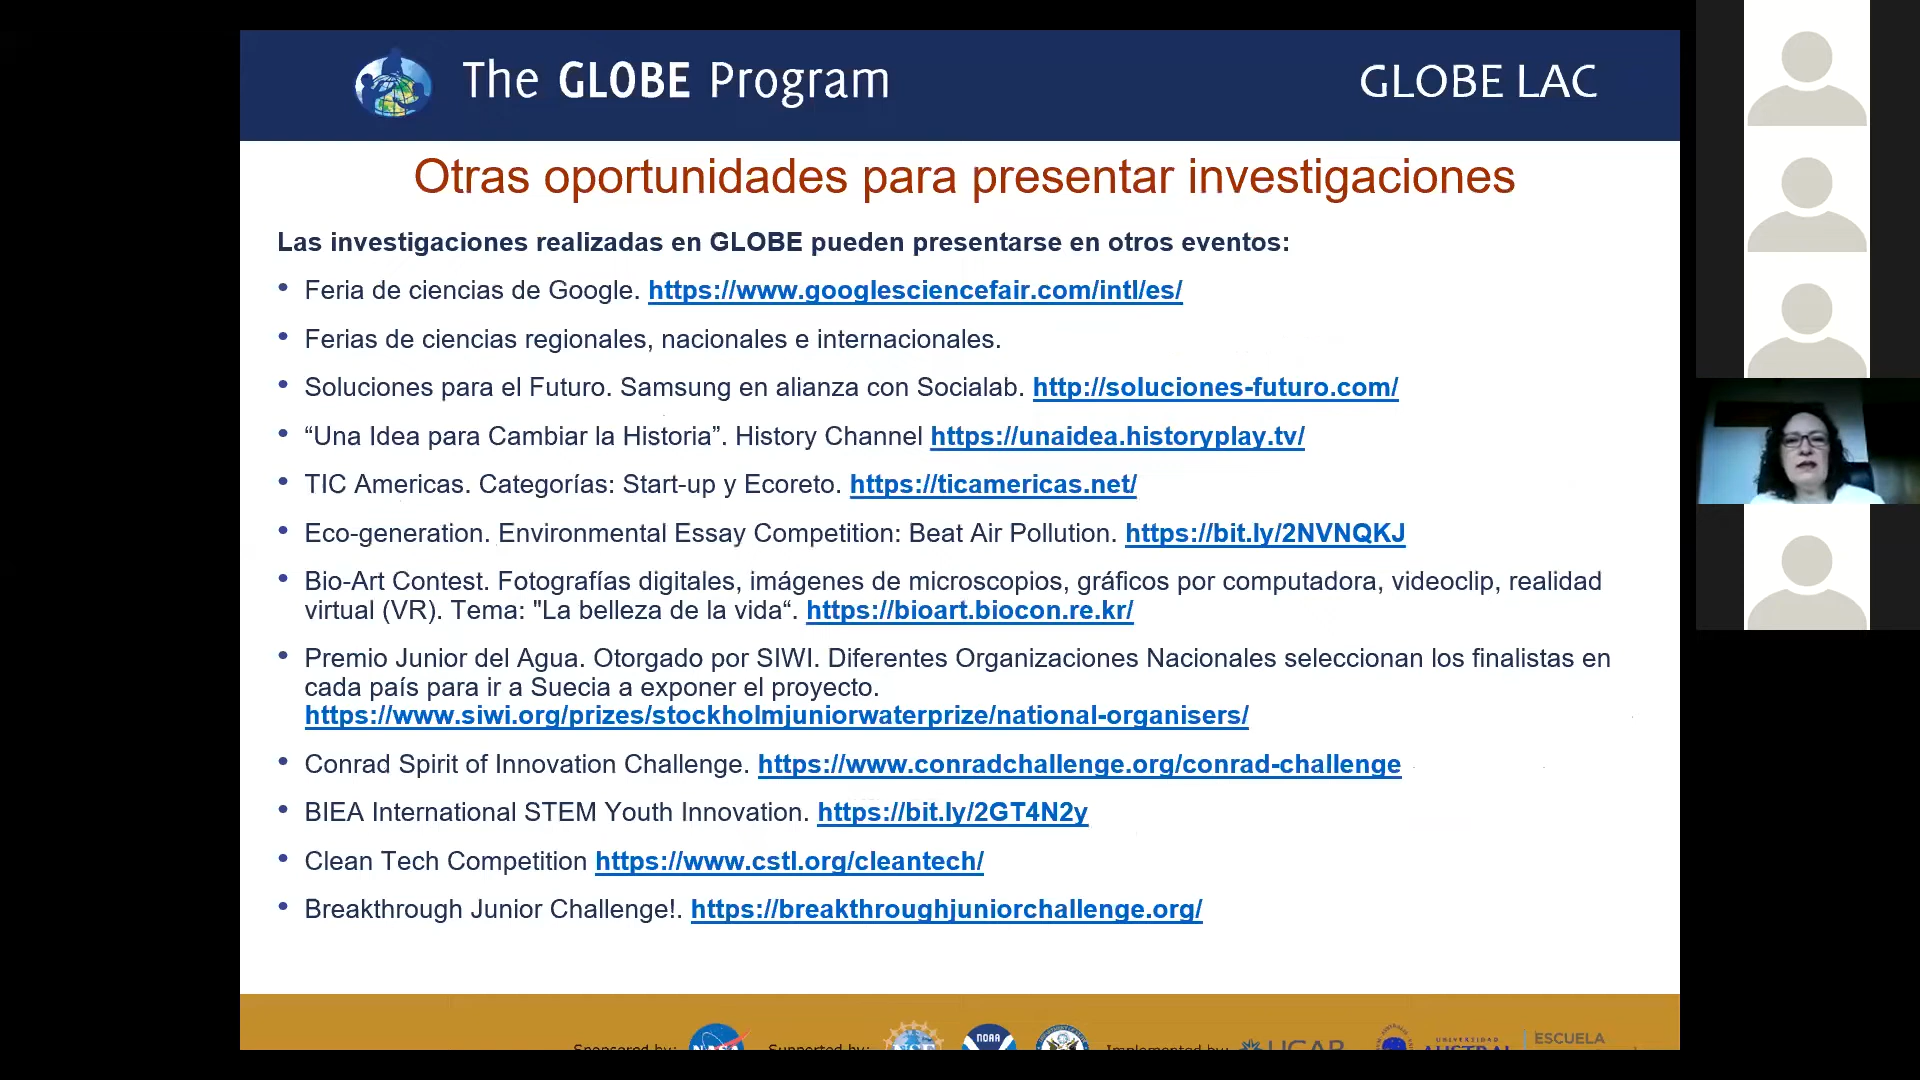 The GLOBE Program
GLOBE LAC
Otras oportunidades para presentar investigaciones
Las investigaciones realizadas en GLOBE pueden presentarse en otros eventos:
• Feria de ciencias de Google. https://www.googlesciencefair.com/intl/es/
• Ferias de ciencias regionales, nacionales e internacionales.
• Soluciones para el Futuro. Samsung en alianza con Socialab. http://soluciones-futuro.com/
• “Una Idea para Cambiar la Historia”. History Channel https://unaidea.historyplay.tv/
• TIC Americas. Categorías: Start-up y Ecoreto. https://ticamericas.net/
• Eco-generation. Environmental Essay Competition: Beat Air Pollution. https://bit.ly/2NVNQKJ
• Bio-Art Contest. Fotografías digitales, imágenes de microscopios, gráficos por computadora, videoclip, realidad
virtual (VR). Tema: "La belleza de la vida“. https://bioart.biocon.re.kr/
• Premio Junior del Agua. Otorgado por SIWI. Diferentes Organizaciones Nacionales seleccionan los finalistas en
cada país para ir a Suecia a exponer el proyecto.
https://www.siwi.org/prizes/stockholmjuniorwaterprize/national-organisers/
• Conrad Spirit of Innovation Challenge. https://www.conradchallenge.org/conrad-challenge
• BIEA International STEM Youth Innovation. https://bit.ly/2GT4N2y
• Clean Tech Competition https://www.cstl.org/cleantech/
• Breakthrough Junior Challenge!. https://breakthroughjuniorchallenge.org/
Sponsored by: NASA Supported by: NSF NOAA Implemented by: UCAR UNIVERSIDAD AUSTRAL ESCUELA